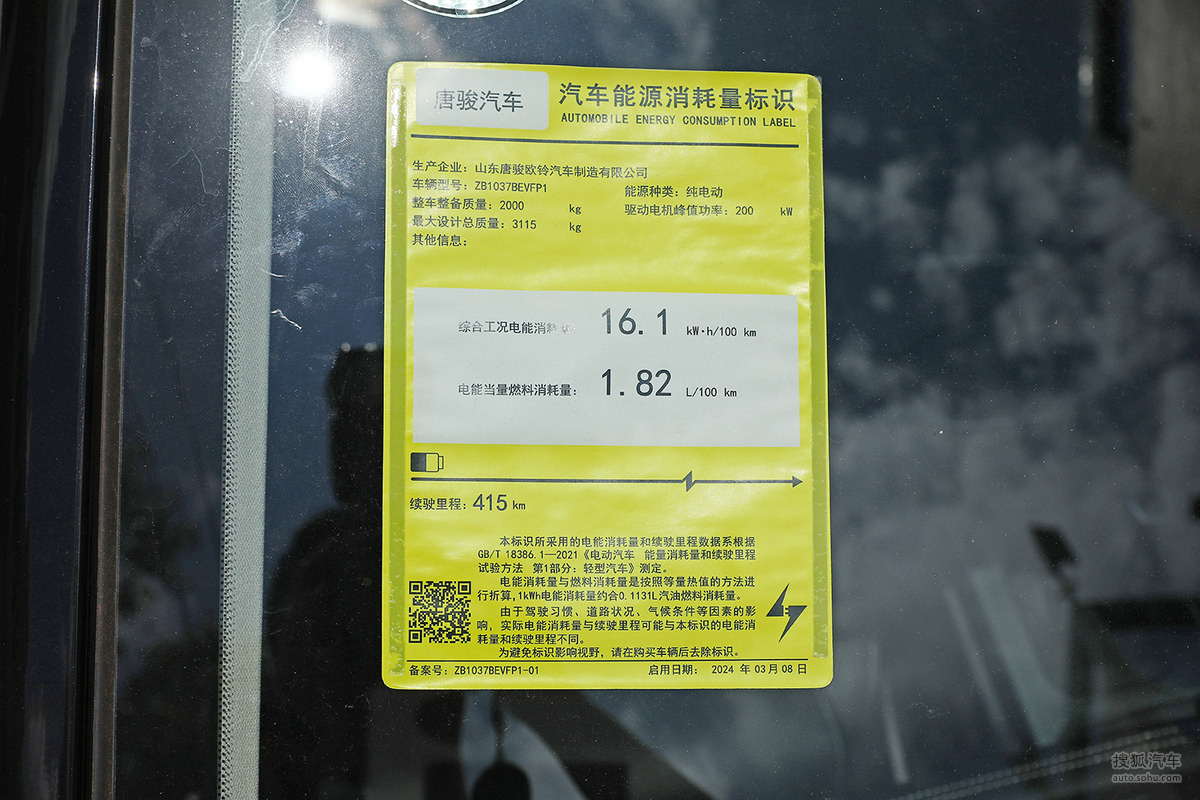 唐骏汽车
汽车能源消耗量标识
AUTOMOBILE ENERGY CONSUMPTION LABEL
生产企业：山东唐骏欧铃汽车制造有限公司
车辆型号：ZB1037BEVFP1
能源种类：纯电动
整车整备质量：2000 kg
驱动电机峰值功率：200 kW
最大设计总质量：3115 kg
其他信息：
综合工况电能消耗 16.1 kW·h/100 km
电能当量燃料消耗量：1.82 L/100 km
续驶里程：415 km
本标识所采用的电能消耗量和续驶里程数据系根据
GB/T 18386.1—2021《电动汽车 能量消耗量和续驶里程
试验方法 第1部分：轻型汽车》测定。
电能消耗量与燃料消耗量是按照等量热值的方法进
行折算，1kWh电能消耗量约合0.1131L汽油燃料消耗量。
由于驾驶习惯、道路状况、气候条件等因素的影
响，实际电能消耗量与续驶里程可能与本标识的电能消
耗量和续驶里程不同。
为避免标识影响视野，请在购买车辆后去除标识。
备案号：ZB1037BEVFP1-01
启用日期： 2024 年 03 月 08 日
搜狐汽车
auto.sohu.com